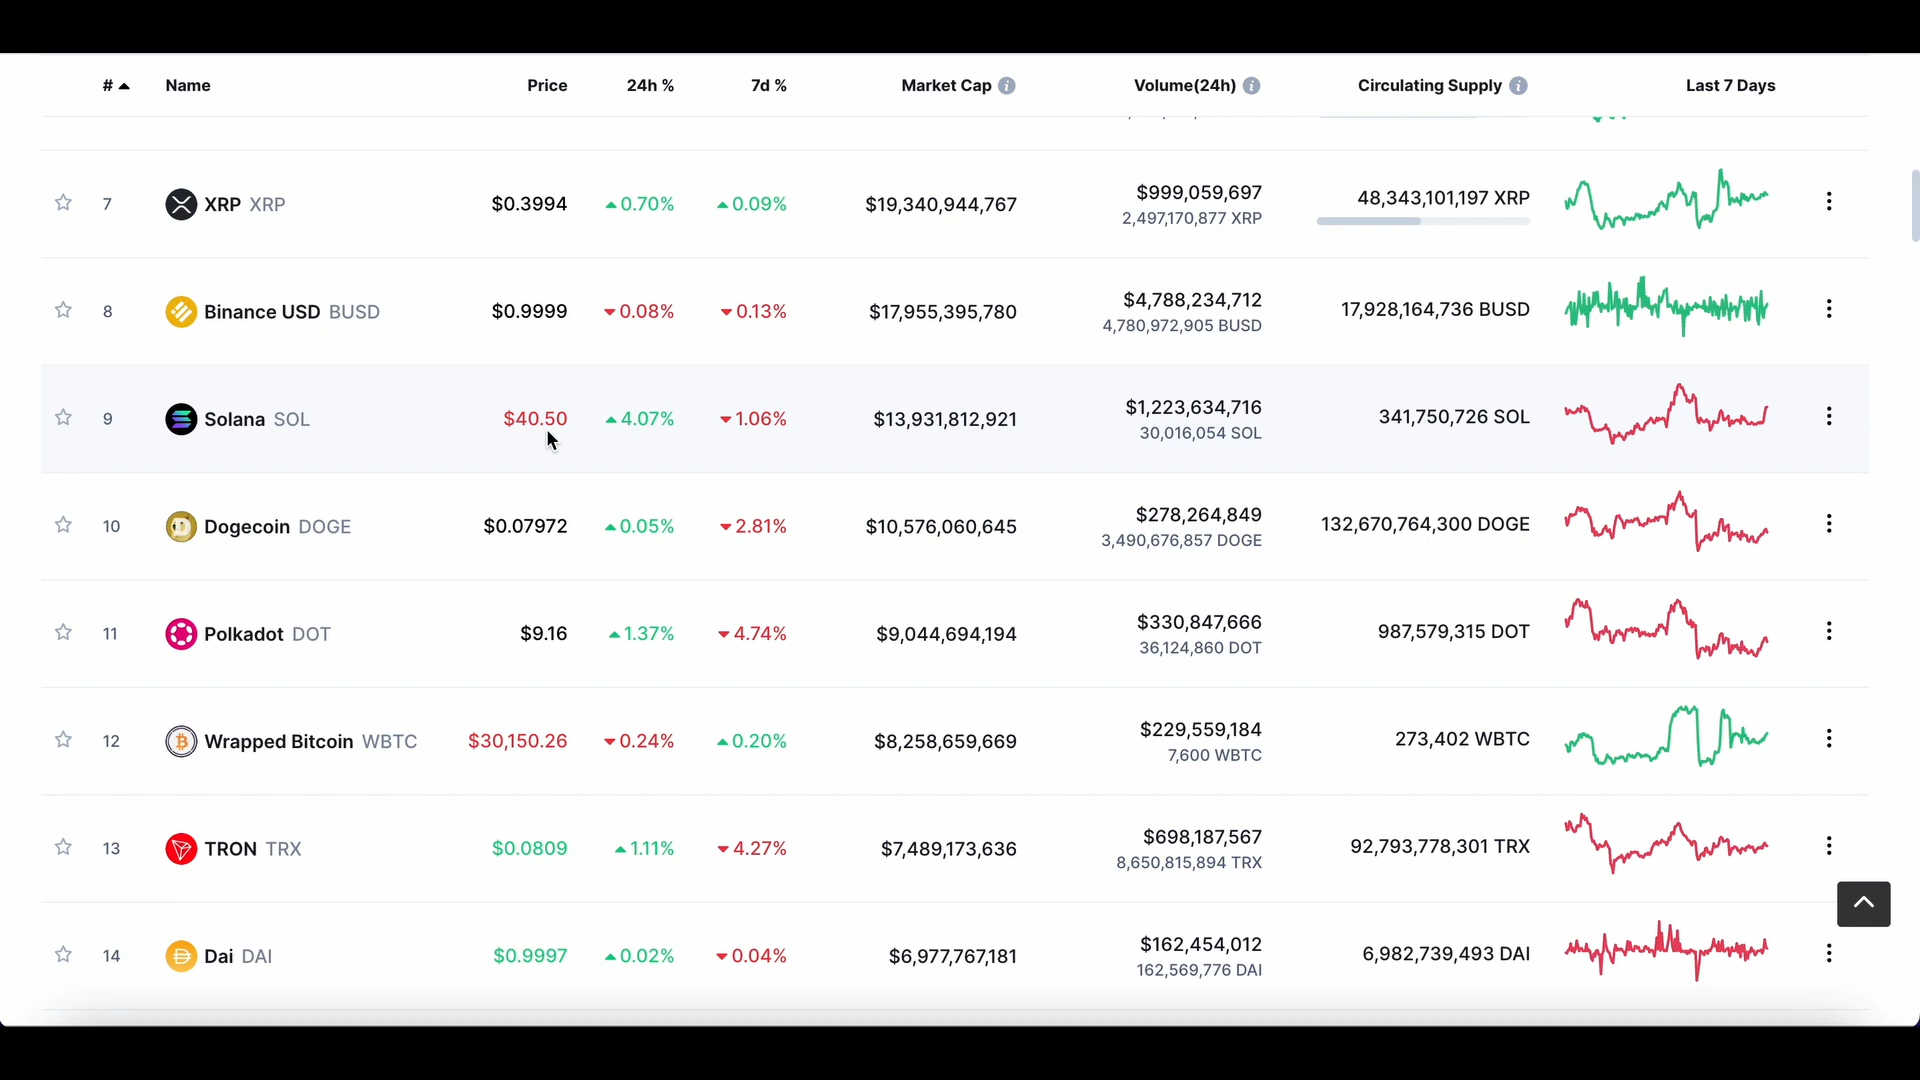 # Name Price 24h % 7d % Market Cap Volume(24h) Circulating Supply Last 7 Days
7 XRP XRP $0.3994 0.70% 0.09% $19,340,944,767 $999,059,697 48,343,101,197 XRP
2,497,170,877 XRP
8 Binance USD BUSD $0.9999 0.08% 0.13% $17,955,395,780 $4,788,234,712 17,928,164,736 BUSD
4,780,972,905 BUSD
9 Solana SOL $40.50 4.07% 1.06% $13,931,812,921 $1,223,634,716 341,750,726 SOL
30,016,054 SOL
10 Dogecoin DOGE $0.07972 0.05% 2.81% $10,576,060,645 $278,264,849 132,670,764,300 DOGE
3,490,676,857 DOGE
11 Polkadot DOT $9.16 1.37% 4.74% $9,044,694,194 $330,847,666 987,579,315 DOT
36,124,860 DOT
12 Wrapped Bitcoin WBTC $30,150.26 0.24% 0.20% $8,258,659,669 $229,559,184 273,402 WBTC
7,600 WBTC
13 TRON TRX $0.0809 1.11% 4.27% $7,489,173,636 $698,187,567 92,793,778,301 TRX
8,650,815,894 TRX
14 Dai DAI $0.9997 0.02% 0.04% $6,977,767,181 $162,454,012 6,982,739,493 DAI
162,569,776 DAI